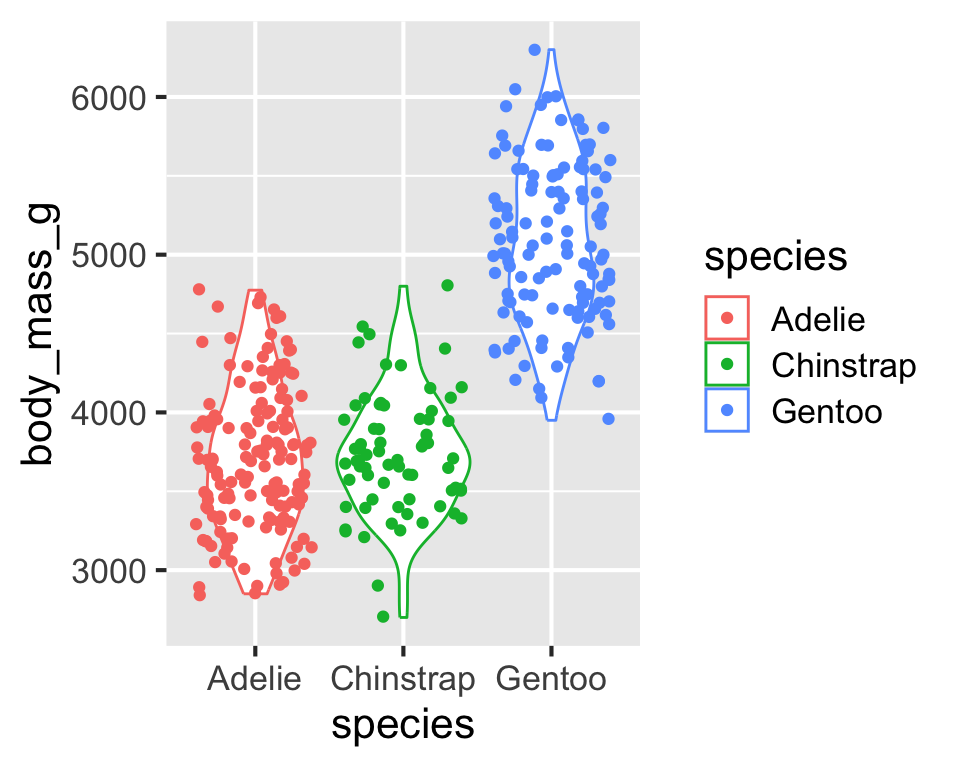 body_mass_g
6000
5000
4000
3000
Adelie
Chinstrap
Gentoo
species
species
Adelie
Chinstrap
Gentoo